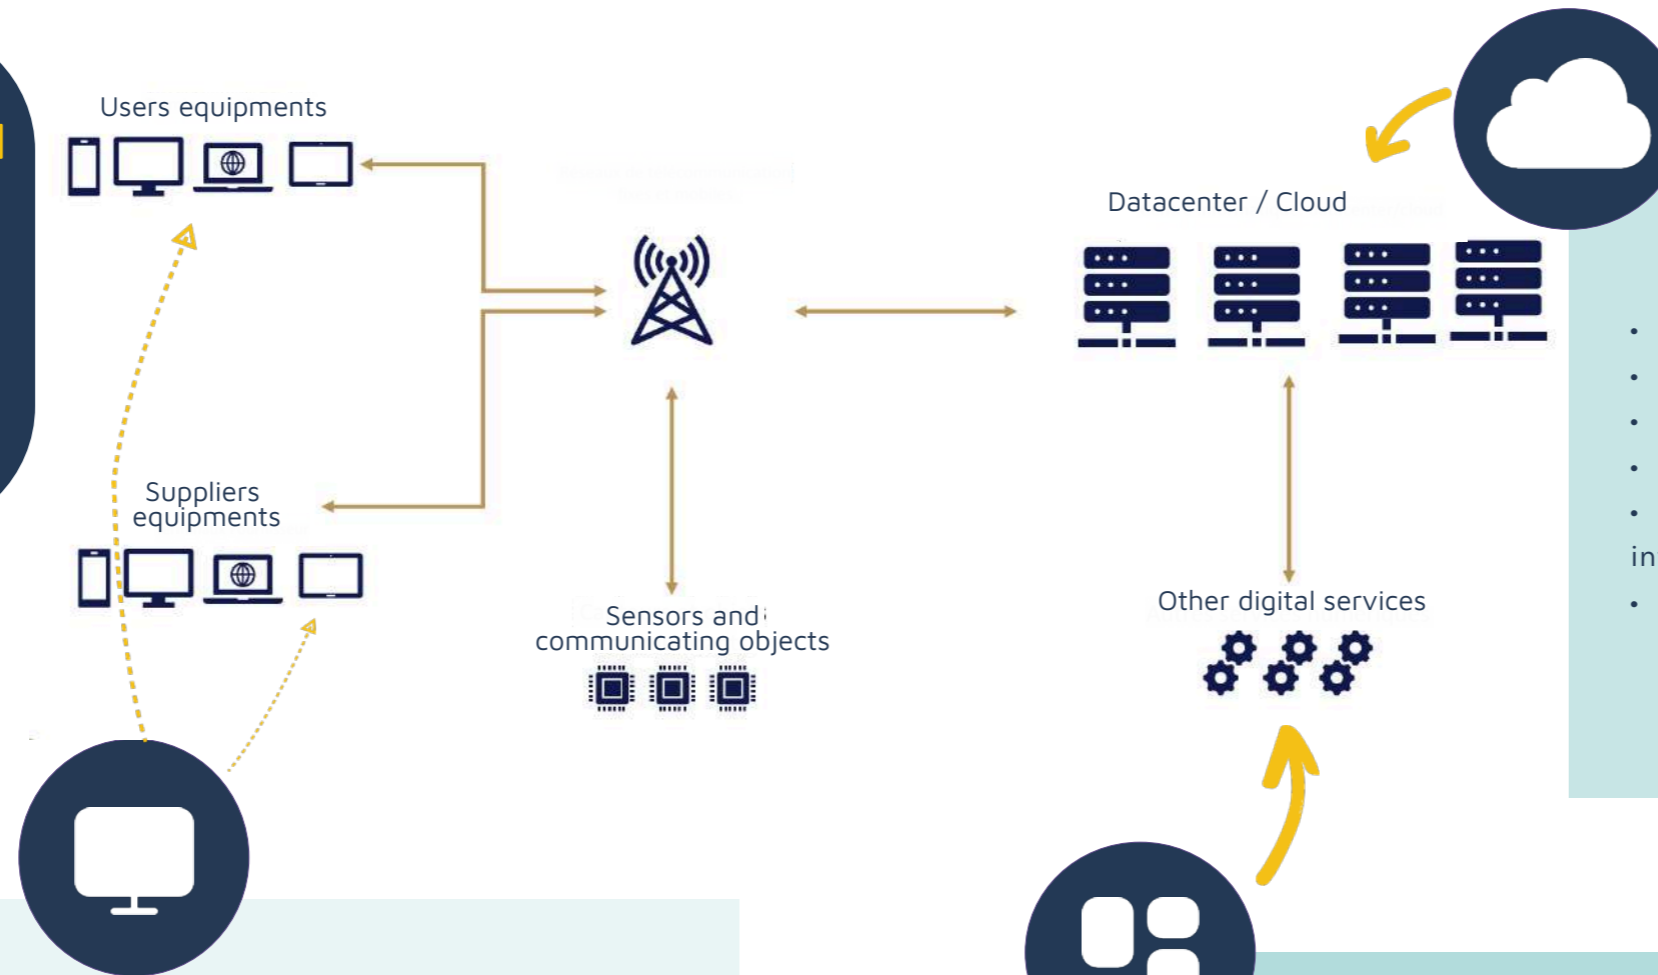 Users equipments
Datacenter / Cloud
Suppliers
equipments
Sensors and
communicating objects
Other digital services
•
•
•
•
•
in
•